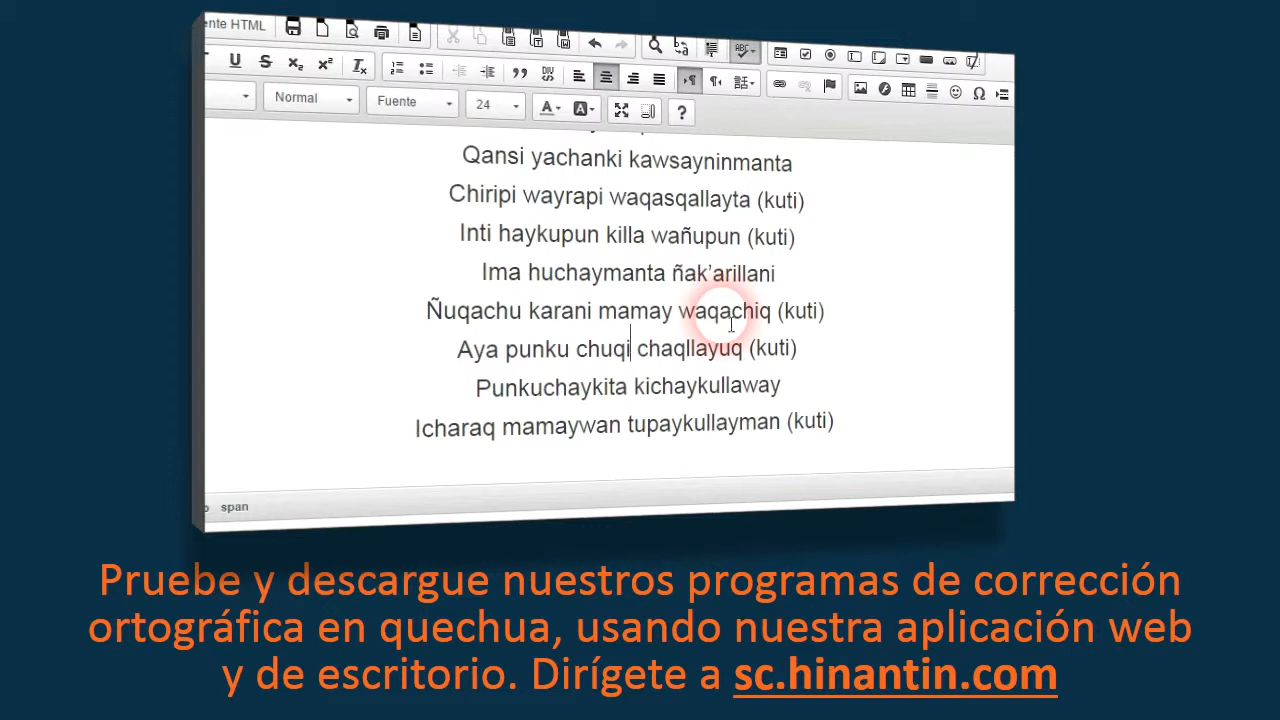 ente HTML
Normal Fuente 24
Qansi yachanki kawsayninmanta
Chiripi wayrapi waqasqallayta (kuti)
Inti haykupun killa wañupun (kuti)
Ima huchaymanta ñak’arillani
Ñuqachu karani mamay waqachiq (kuti)
Aya punku chuqi chaqllayuq (kuti)
Punkuchaykita kichaykullaway
Icharaq mamaywan tupaykullayman (kuti)
span
Pruebe y descargue nuestros programas de corrección
ortográfica en quechua, usando nuestra aplicación web
y de escritorio. Dirígete a sc.hinantin.com